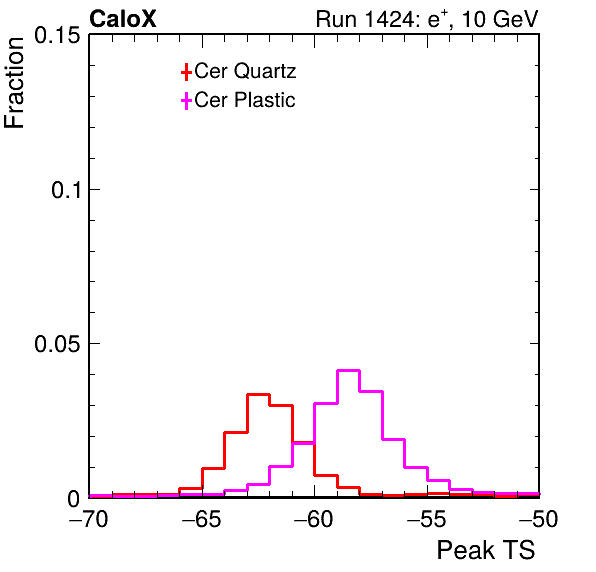 CaloX Run 1424: e⁺, 10 GeV
Fraction
Cer Quartz
Cer Plastic
0.15
0.1
0.05
0
−70 −65 −60 −55 −50
Peak TS